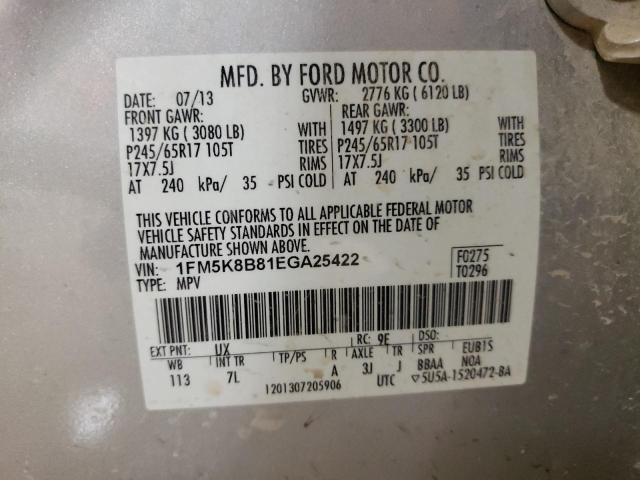 MFD. BY FORD MOTOR CO.
DATE: 07/13 GVWR: 2776 KG ( 6120 LB)
FRONT GAWR: REAR GAWR:
1397 KG ( 3080 LB) WITH 1497 KG ( 3300 LB) WITH
P245/65R17 105T TIRES P245/65R17 105T TIRES
17X7.5J RIMS 17X7.5J RIMS
AT 240 kPa/ 35 PSI COLD AT 240 kPa/ 35 PSI COLD
THIS VEHICLE CONFORMS TO ALL APPLICABLE FEDERAL MOTOR
VEHICLE SAFETY STANDARDS IN EFFECT ON THE DATE OF
MANUFACTURE SHOWN ABOVE.
VIN: 1FM5K8B81EGA25422 F0275
TYPE: MPV T0296
EXT PNT: UX RC: 9E DSO:
WB INT TR TP/PS R AXLE TR SPR EUB1S
113 7L A 3J J BBAA NOA
1201307205906 UTC ▽5U5A-1520472-BA